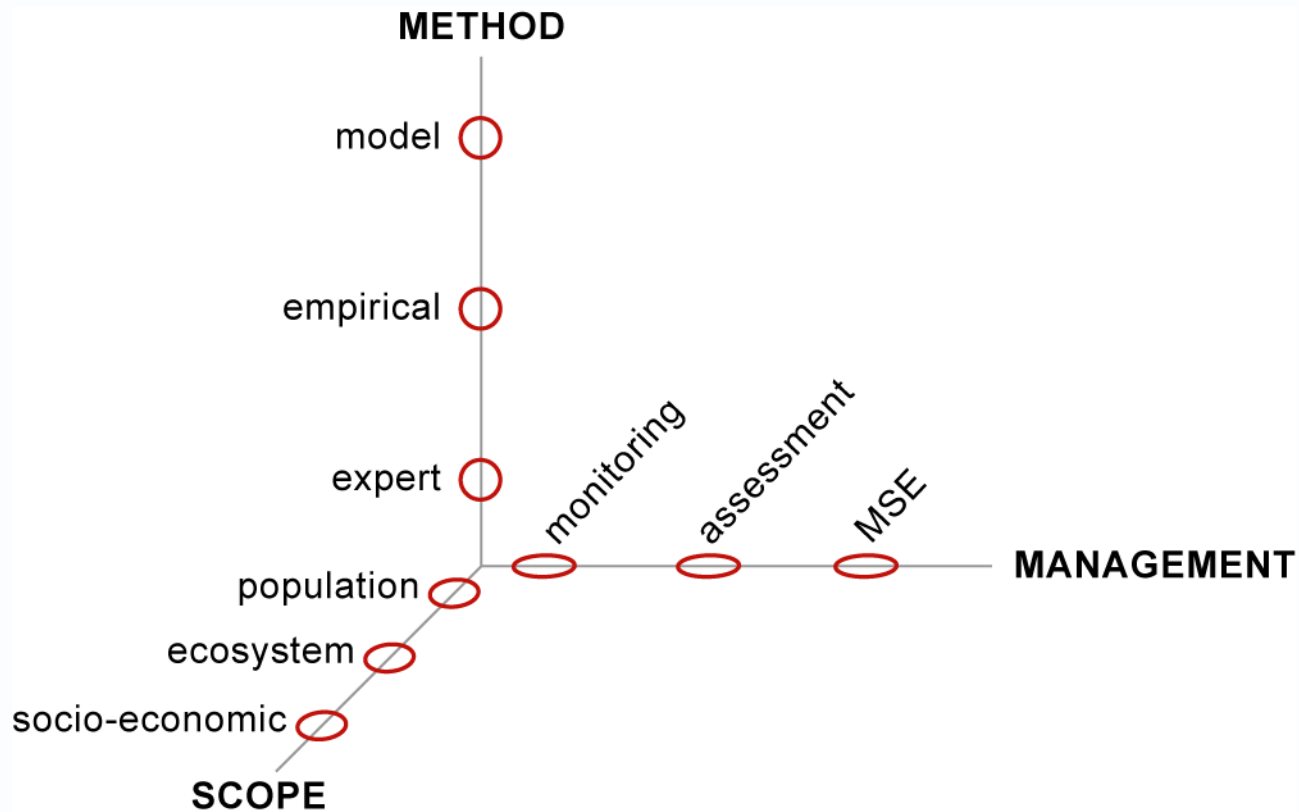 METHOD
model
empirical
expert
monitoring
assessment
MSE
MANAGEMENT
population
ecosystem
socio-economic
SCOPE